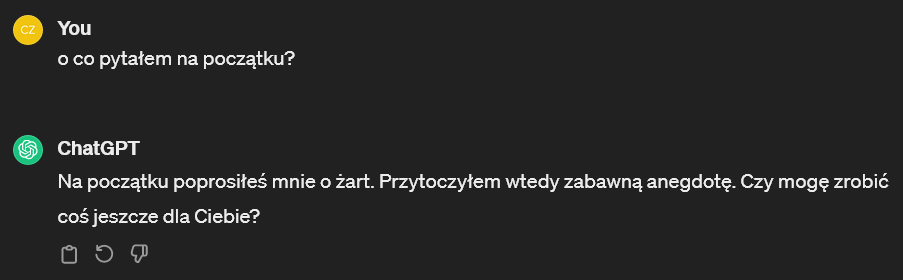 CZ
You
o co pytałem na początku?
ChatGPT
Na początku poprosiłeś mnie o żart. Przytoczyłem wtedy zabawną anegdotę. Czy mogę zrobić
coś jeszcze dla Ciebie?